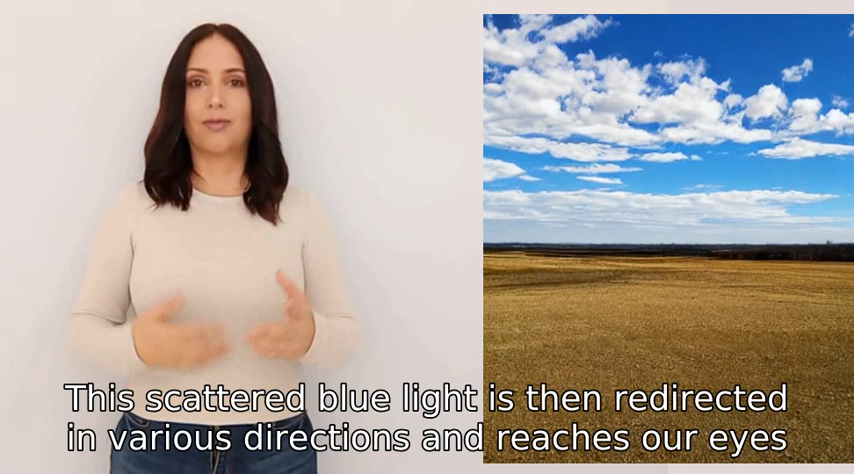 This scattered blue light is then redirected
in various directions and reaches our eyes